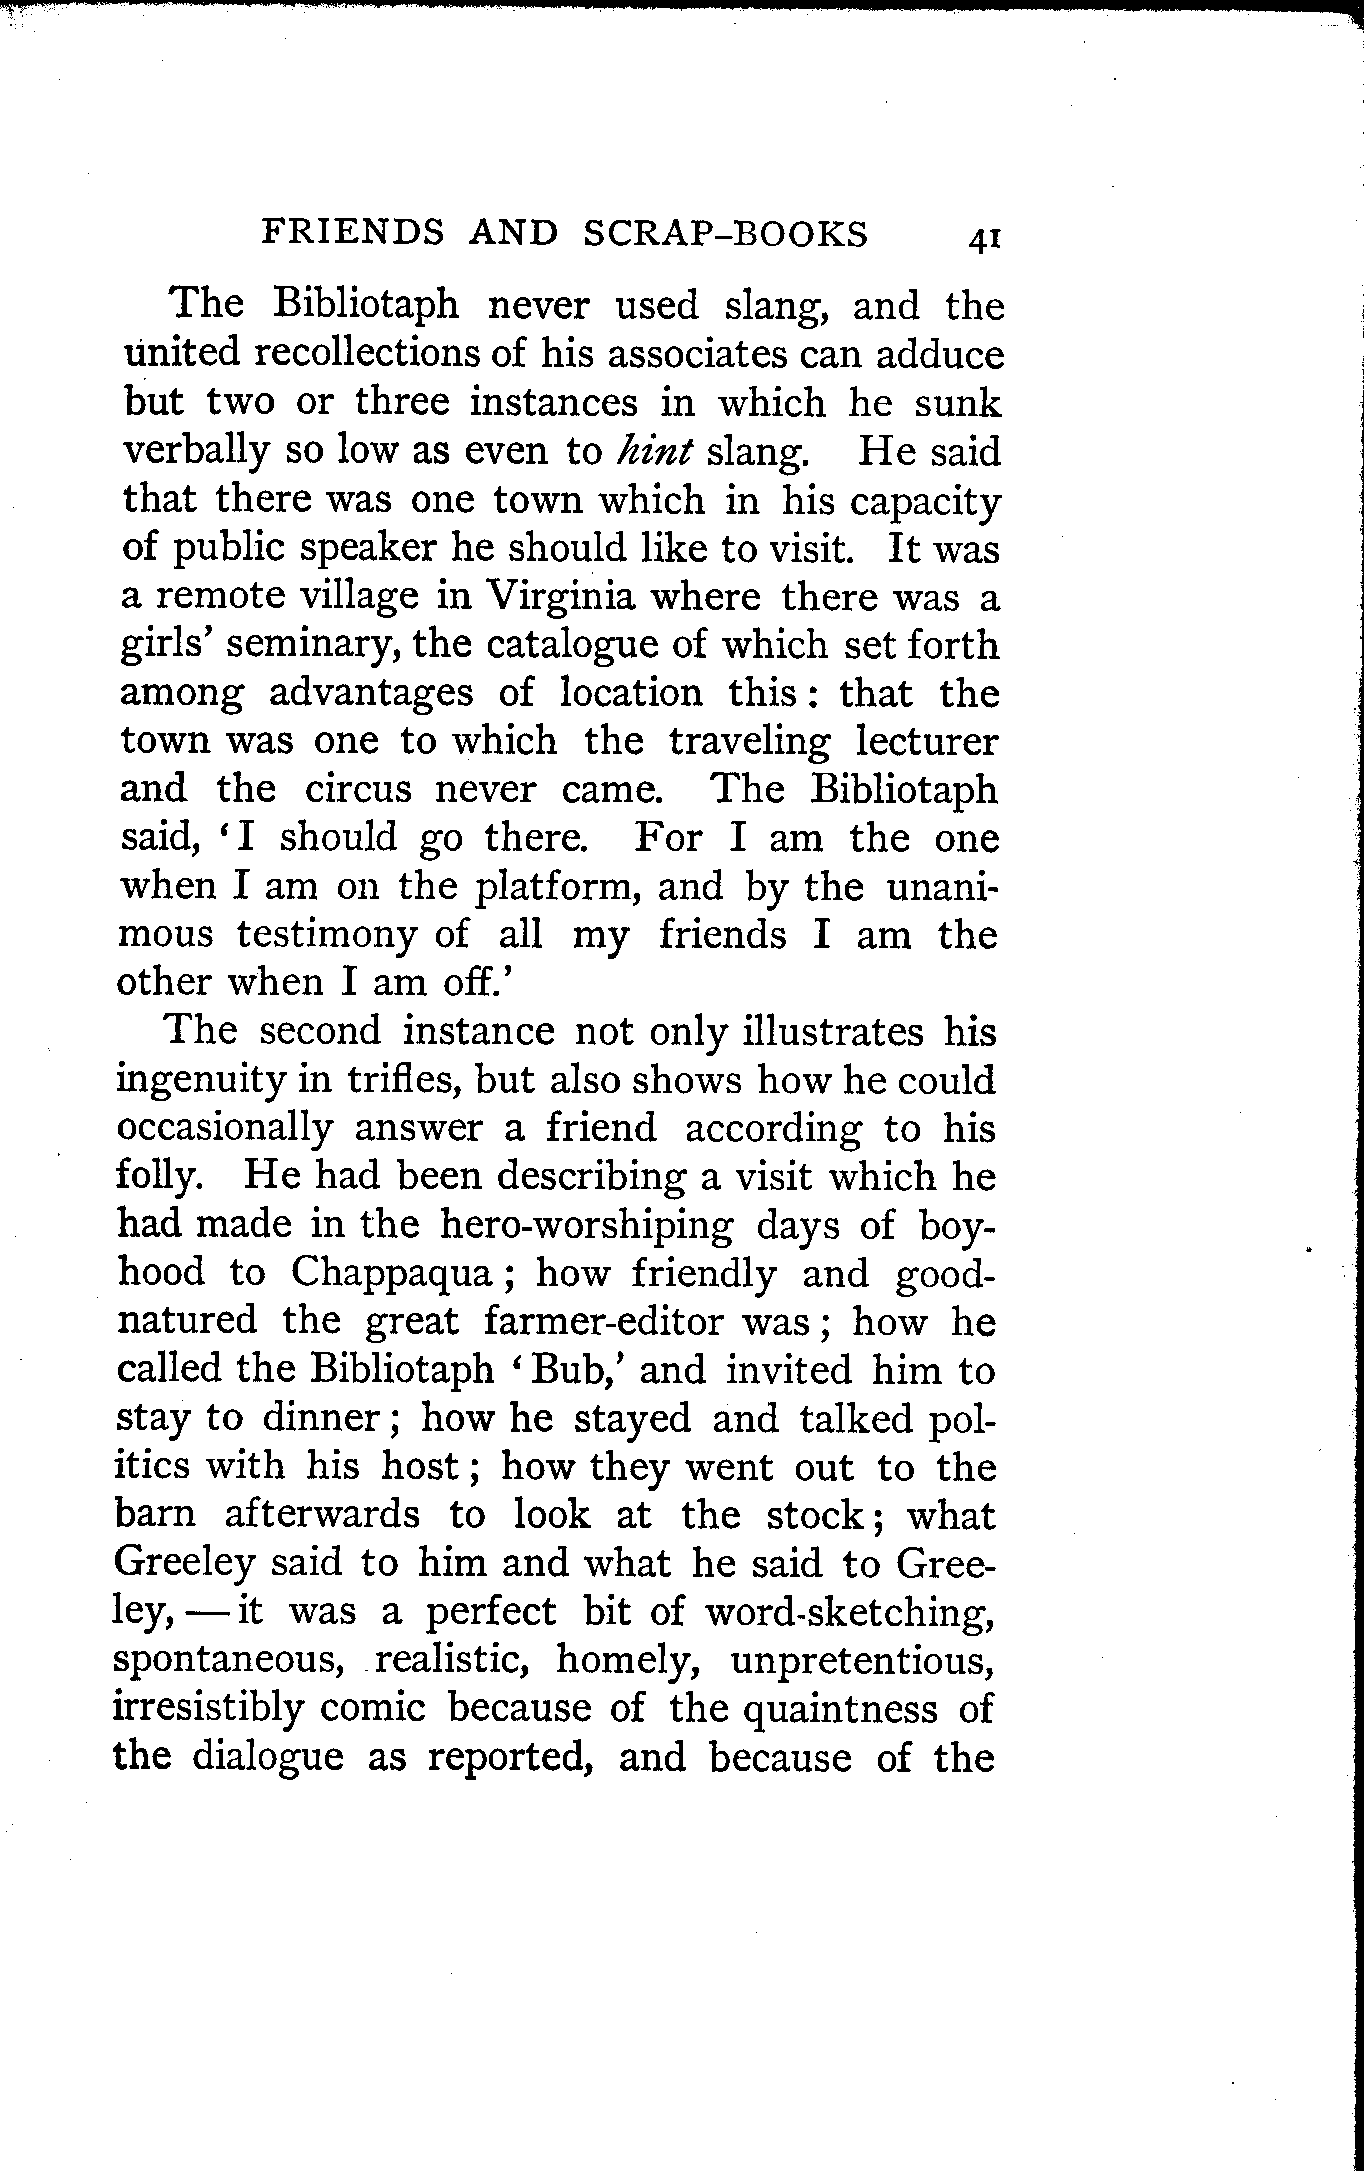 FRIENDS AND SCRAP-BOOKS 41
The Bibliotaph never used slang, and the
united recollections of his associates can adduce
but two or three instances in which he sunk
verbally so low as even to hint slang. He said
that there was one town which in his capacity
of public speaker he should like to visit. It was
a remote village in Virginia where there was a
girls' seminary, the catalogue of which set forth
among advantages of location this : that the
town was one to which the traveling lecturer
and the circus never came. The Bibliotaph
said, ‘I should go there. For I am the one
when I am on the platform, and by the unani-
mous testimony of all my friends I am the
other when I am off.’
The second instance not only illustrates his
ingenuity in trifles, but also shows how he could
occasionally answer a friend according to his
folly. He had been describing a visit which he
had made in the hero-worshiping days of boy-
hood to Chappaqua ; how friendly and good-
natured the great farmer-editor was ; how he
called the Bibliotaph ‘Bub,’ and invited him to
stay to dinner ; how he stayed and talked pol-
itics with his host ; how they went out to the
barn afterwards to look at the stock ; what
Greeley said to him and what he said to Gree-
ley, — it was a perfect bit of word-sketching,
spontaneous, realistic, homely, unpretentious,
irresistibly comic because of the quaintness of
the dialogue as reported, and because of the